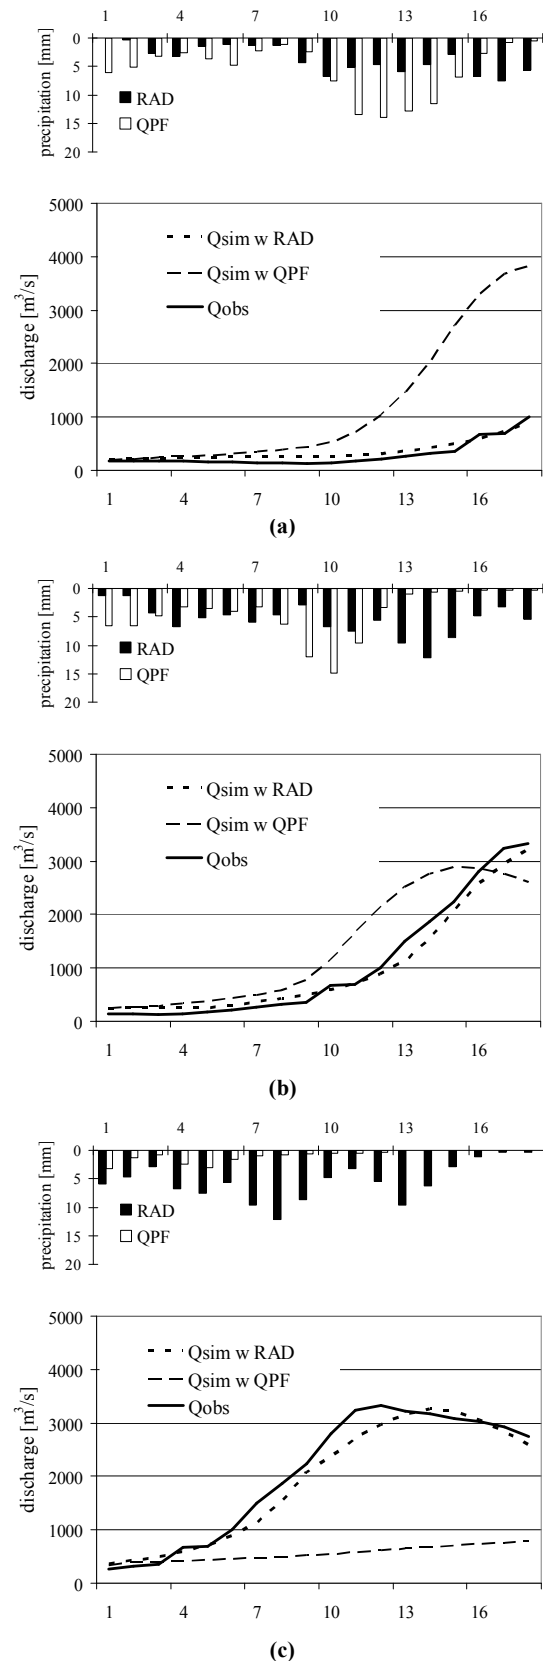 1 4 7 10 13 16
precipitation [mm]
0
5
10
15
20
RAD
QPF
discharge [m³/s]
5000
4000
3000
2000
1000
0
Qsim w RAD
Qsim w QPF
Qobs
1 4 7 10 13 16
(a)
1 4 7 10 13 16
precipitation [mm]
0
5
10
15
20
RAD
QPF
discharge [m³/s]
5000
4000
3000
2000
1000
0
Qsim w RAD
Qsim w QPF
Qobs
1 4 7 10 13 16
(b)
1 4 7 10 13 16
precipitation [mm]
0
5
10
15
20
RAD
QPF
discharge [m³/s]
5000
4000
3000
2000
1000
0
Qsim w RAD
Qsim w QPF
Qobs
1 4 7 10 13 16
(c)